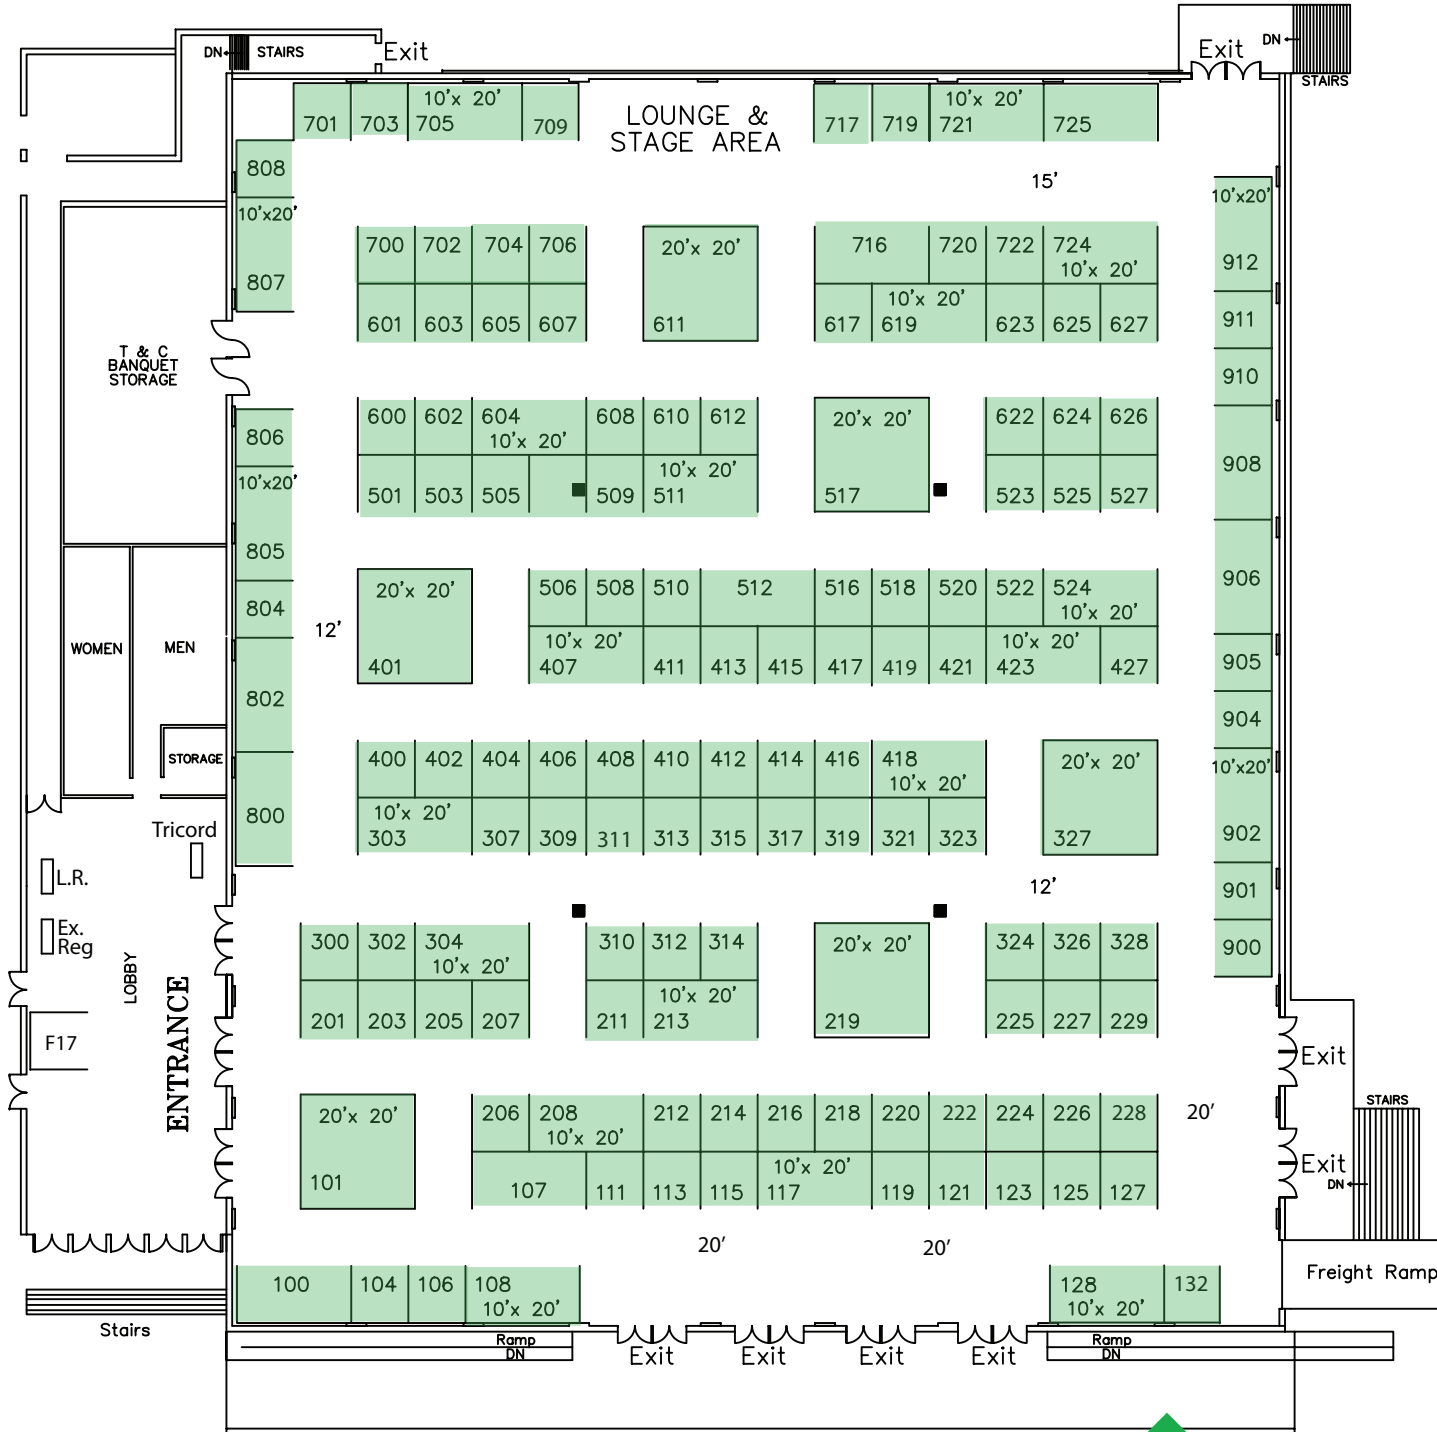 DN STAIRS Exit
Exit DN
STAIRS
701 703 10'x 20' 705 709
LOUNGE &
STAGE AREA
717 719 10'x 20' 721 725
808
15'
10'x20'
807
10'x20'
912
700 702 704 706
20'x 20'
611
716 720 722 724
10'x 20'
601 603 605 607
617 10'x 20' 619 623 625 627
911
T & C
BANQUET
STORAGE
910
600 602 604 608 610 612
10'x 20'
20'x 20'
517
622 624 626
806
10'x20'
805
501 503 505 509 10'x 20' 511
523 525 527
908
906
20'x 20'
401
506 508 510 512 516 518 520 522 524
10'x 20'
804
12'
10'x 20'
407 411 413 415 417 419 421 10'x 20' 423 427
WOMEN MEN
905
802
904
STORAGE
400 402 404 406 408 410 412 414 416 418
10'x 20'
20'x 20'
327
10'x20'
902
800
10'x 20'
303 307 309 311 313 315 317 319 321 323
Tricord
L.R.
12'
901
Ex.
Reg
300 302 304
10'x 20'
310 312 314
20'x 20'
219
324 326 328
900
LOBBY
ENTRANCE
201 203 205 207
211 10'x 20' 213
225 227 229
F17
Exit
20'x 20'
101
206 208 212 214 216 218 220 222 224 226 228
10'x 20'
20'
STAIRS
107 111 113 115 10'x 20' 117 119 121 123 125 127
Exit
DN
20' 20'
100 104 106 108
10'x 20'
128 132
10'x 20'
Freight Ramp
Stairs
Ramp
DN
Exit Exit Exit Exit
Ramp
DN